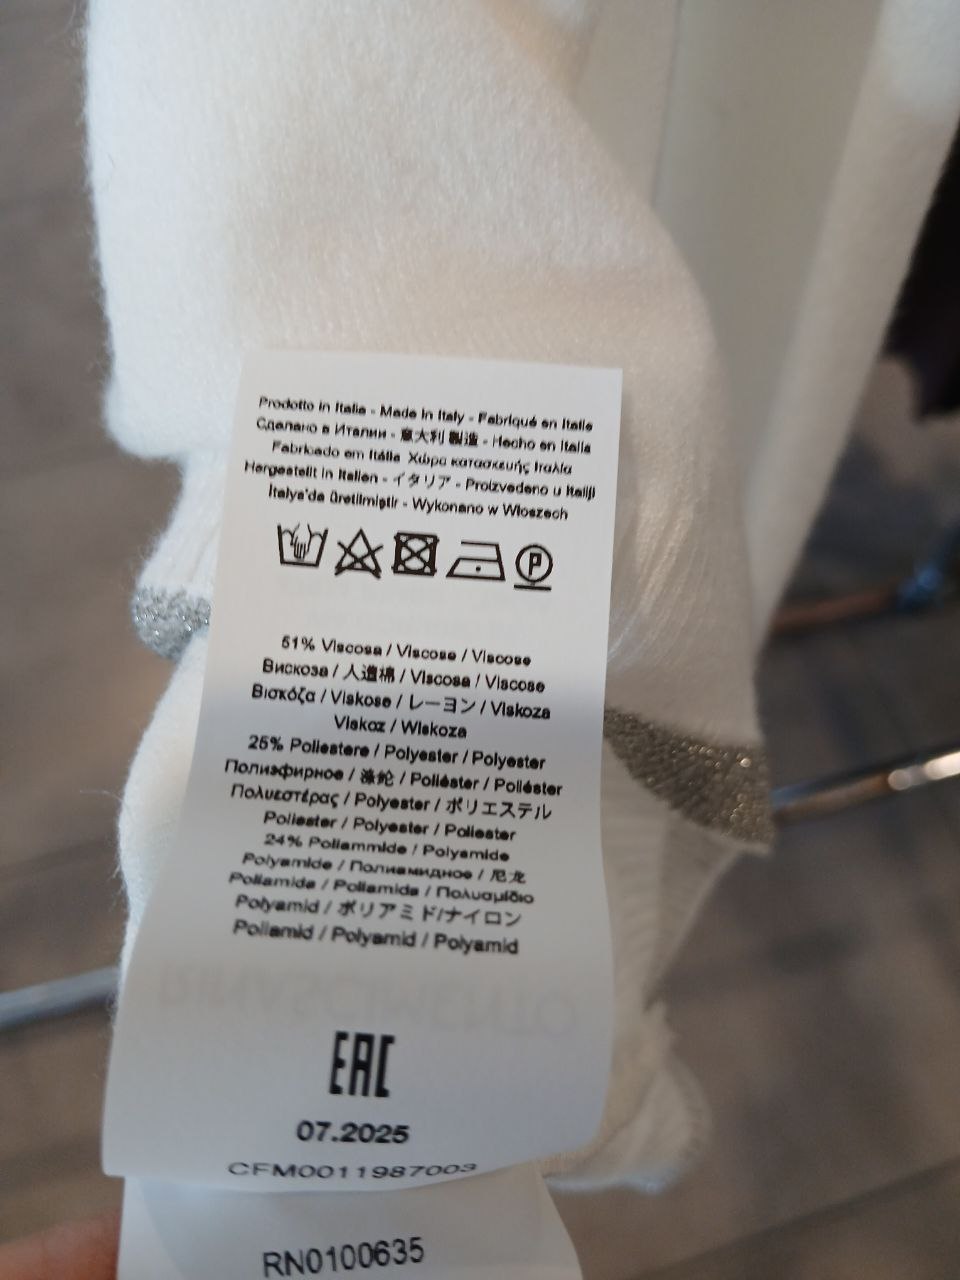 Prodotto in Italia - Made in Italy - Fabriqué en Italie
Сделано в Италии - 意大利 製造 - Hecho en Italia
Fabricado em Itália Χώρα κατασκευής Ιταλία
Hergestellt in Italien - イタリア - Proizvedeno u Italiji
İtalya'da üretilmiştir - Wykonano w Włoszech
P
51% Viscosa / Viscose / Viscose
Вискоза / 人造棉 / Viscosa / Viscose
Βισκόζα / Viskose / レーヨン / Viskoza
Viskoz / Wiskoza
25% Poliestere / Polyester / Polyester
Полиэфирное / 涤纶 / Poliéster / Poliéster
Πολυεστέρας / Polyester / ポリエステル
Poliester / Polyester / Poliester
24% Poliammide / Polyamide
Polyamide / Полиамидное / 尼龙
Poliamida / Poliamida / Πολυαμίδιο
Polyamid / ポリアミド/ナイロン
Poliamid / Polyamid / Polyamid
RINASCIMENTO
EAC
07.2025
CFM0011987003
RN0100635